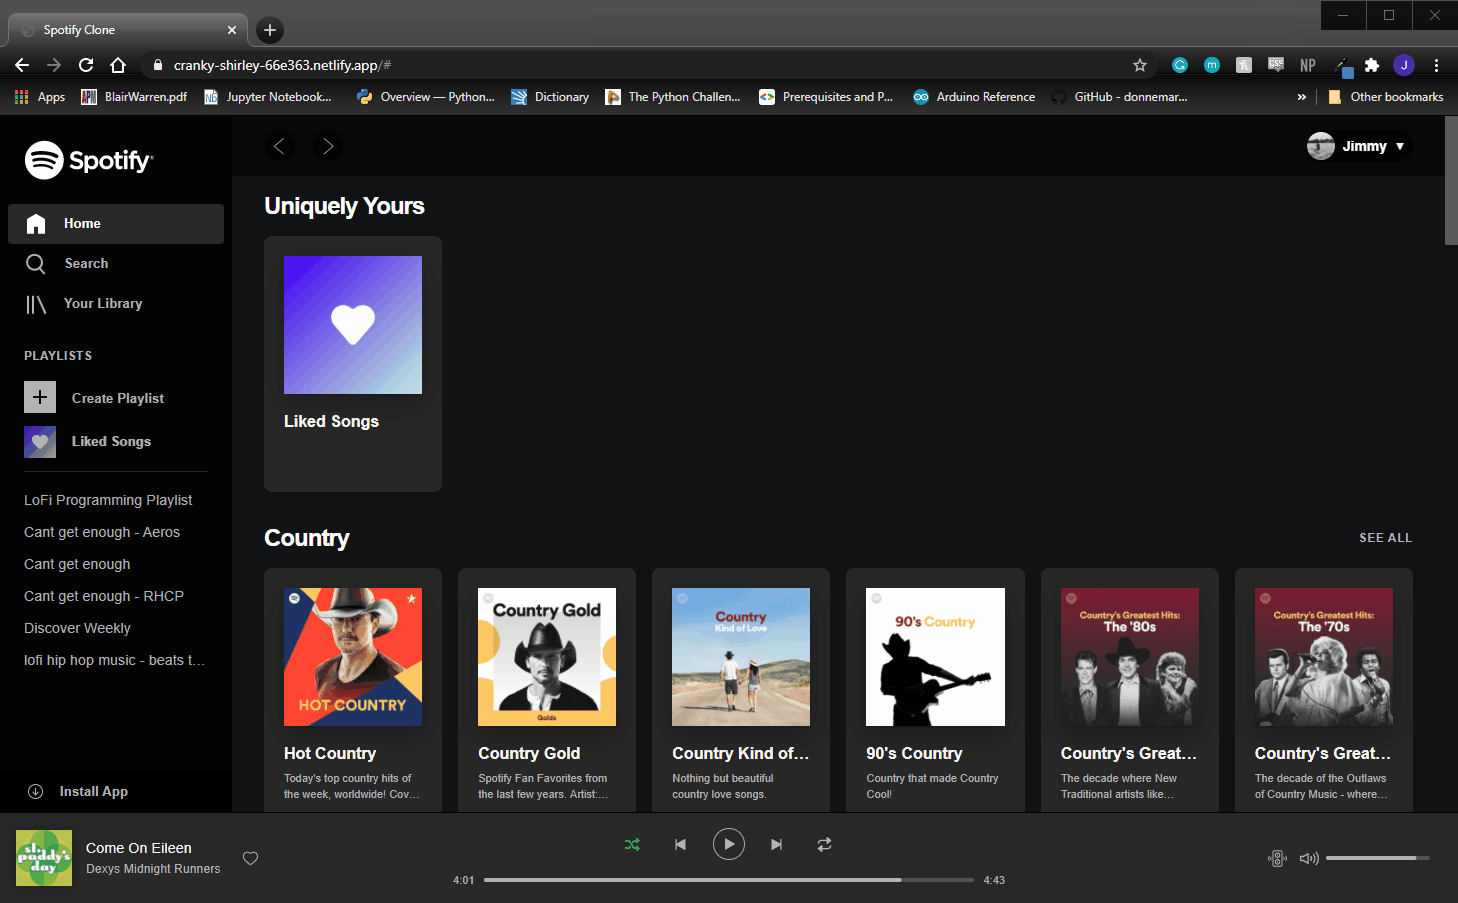 Spotify Clone
cranky-shirley-66e363.netlify.app/#
Apps
BlairWarren.pdf
Jupyter Notebook...
Overview — Python...
Dictionary
The Python Challen...
Prerequisites and P...
Arduino Reference
GitHub - donnemar...
»
Other bookmarks
NP
J
Spotify
Jimmy
Home
Search
Your Library
PLAYLISTS
Create Playlist
Liked Songs
LoFi Programming Playlist
Cant get enough - Aeros
Cant get enough
Cant get enough - RHCP
Discover Weekly
lofi hip hop music - beats t...
Install App
Uniquely Yours
Liked Songs
Country
SEE ALL
HOT COUNTRY
Hot Country
Today's top country hits of
the week, worldwide! Cov...
Country Gold
Golds
Country Gold
Spotify Fan Favorites from
the last few years. Artist:...
Country
Kind of Love
Country Kind of...
Nothing but beautiful
country love songs.
90's Country
90's Country
Country that made Country
Cool!
Country's Greatest Hits:
The '80s
Country's Great...
The decade where New
Traditional artists like...
Country's Greatest Hits:
The '70s
Country's Great...
The decade of the Outlaws
of Country Music - where...
st.
paddy's
day
Come On Eileen
Dexys Midnight Runners
4:01
4:43